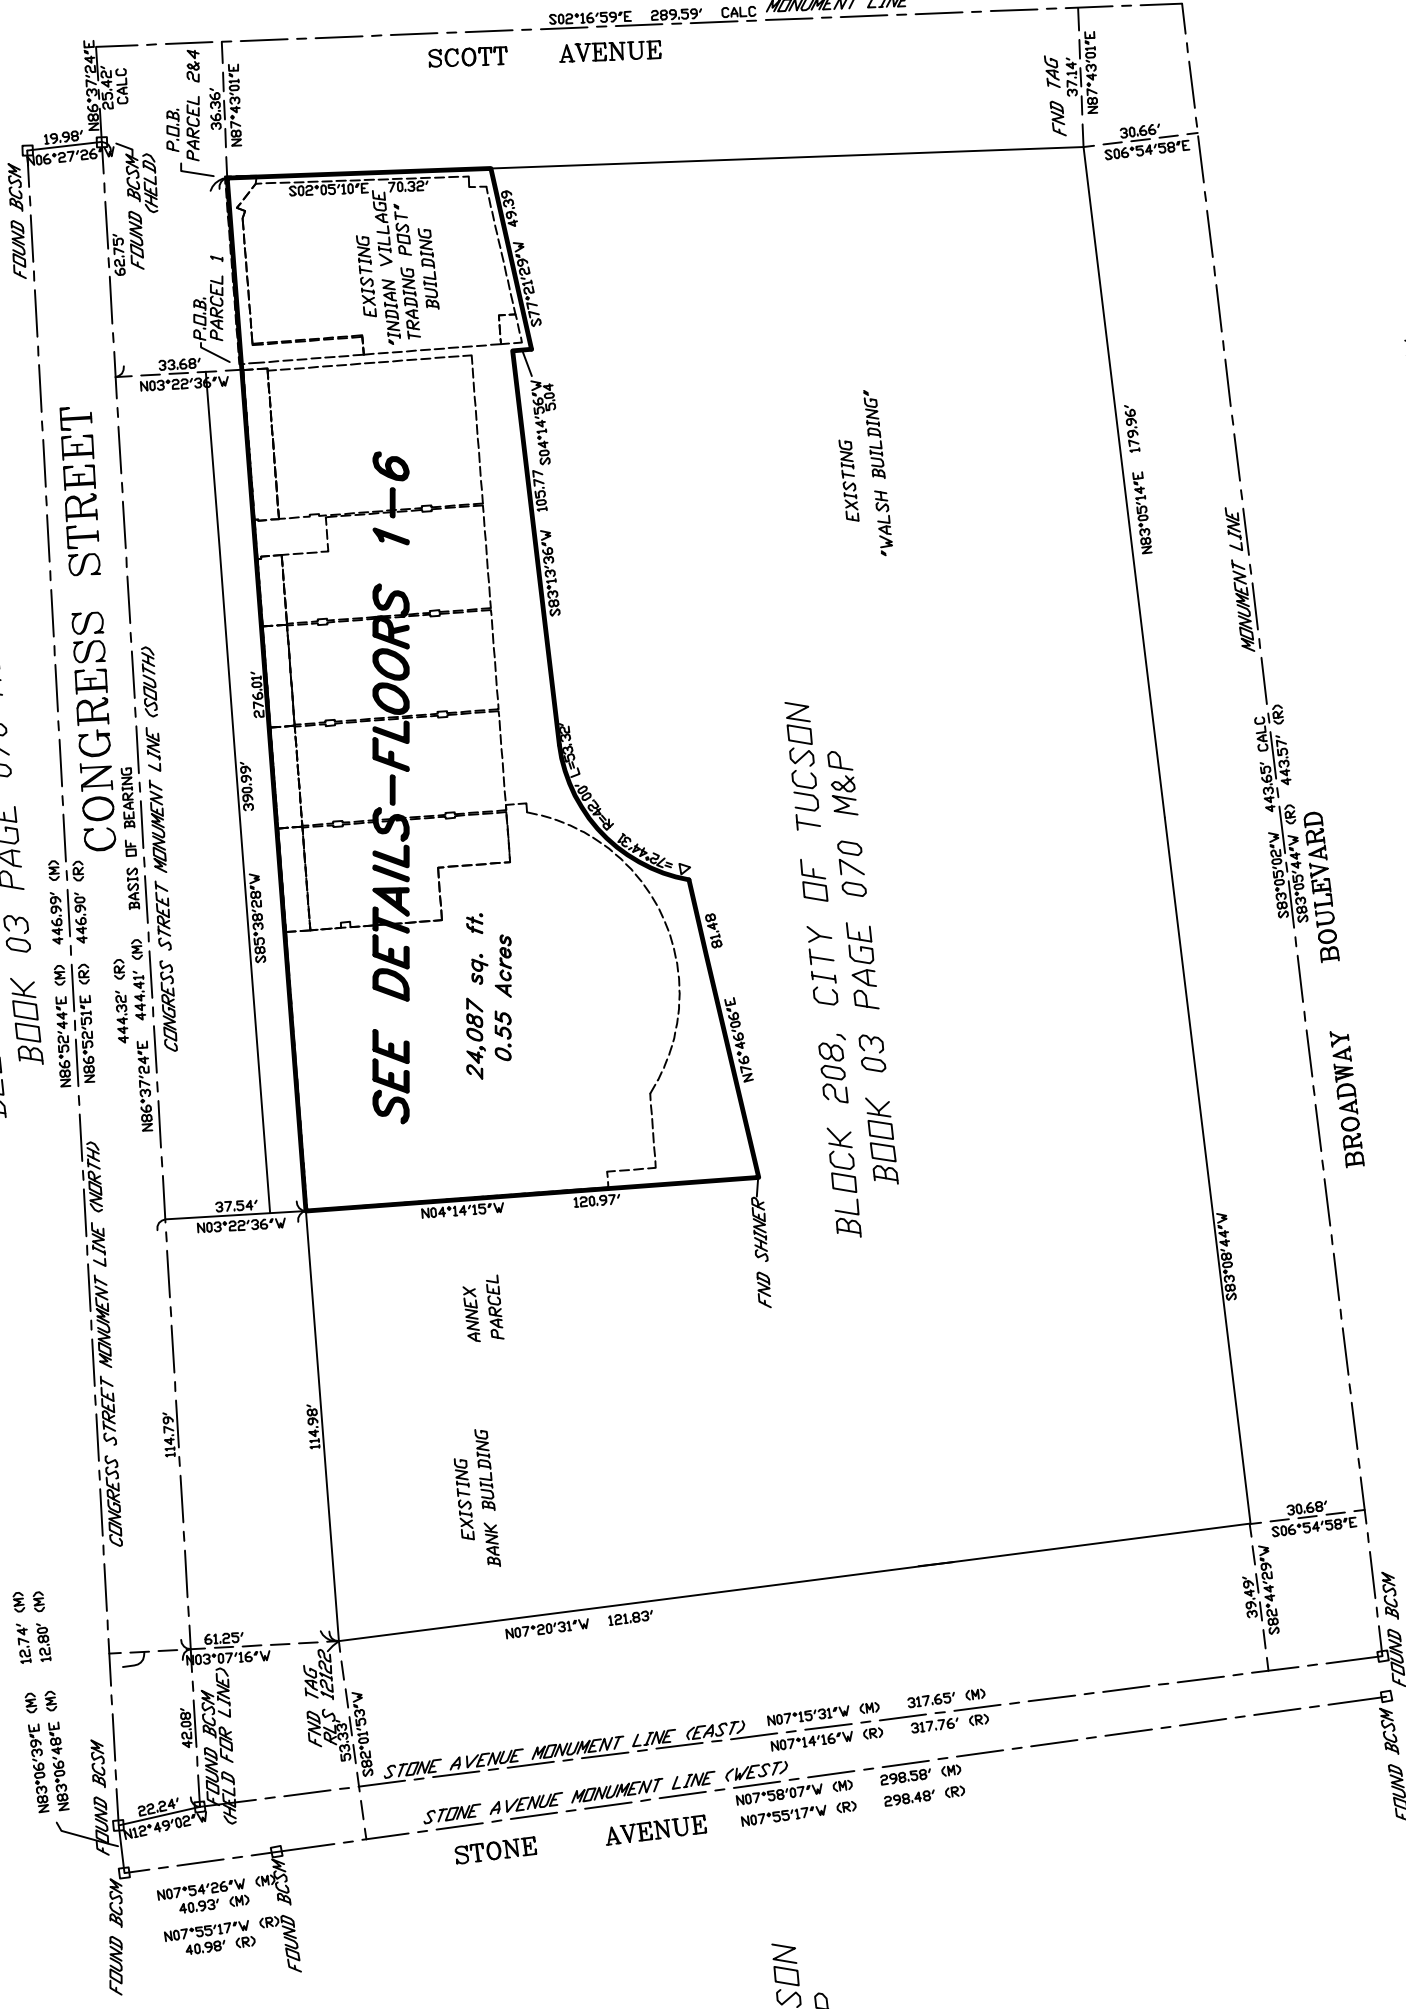 S02°16'59"E 289.59' CALC MONUMENT LINE
SCOTT AVENUE
N86°37'24"E
25.42'
CALC
P.O.B.
PARCEL 2&4
36.36'
N87°43'01"E
FND TAG
37.14'
N87°43'01"E
19.98'
N06°27'26"W
FOUND BCSM
FOUND BCSM
(HELD)
62.75'
30.66'
S06°54'58"E
S02°05'10"E 70.32'
P.O.B.
PARCEL 1
EXISTING
"INDIAN VILLAGE
TRADING POST"
BUILDING
49.39
S77°21'29"W
33.68'
N03°22'36"W
S04°14'56"W
5.04
CONGRESS STREET
BOOK 03 PAGE
SEE DETAILS-FLOORS 1-6
S83°13'36"W 105.77
EXISTING
"WALSH BUILDING"
N83°05'14"E 179.96'
MONUMENT LINE
276.01'
390.99'
S85°38'28"W
Δ=72°44'31 R=42.00' L=53.32'
24,087 sq. ft.
0.55 Acres
81.48
N76°46'06"E
BLOCK 208, CITY OF TUCSON
BOOK 03 PAGE 070 M&P
S83°05'02"W 443.65' CALC
S83°05'44"W (R) 443.57' (R)
BROADWAY BOULEVARD
N86°52'44"E (M) 446.99' (M)
N86°52'51"E (R) 446.90' (R)
444.32' (R)
N86°37'24"E 444.41' (M) BASIS OF BEARING
CONGRESS STREET MONUMENT LINE (SOUTH)
CONGRESS STREET MONUMENT LINE (NORTH)
37.54'
N03°22'36"W
N04°14'15"W 120.97'
FND SHINER
S83°08'44"W
ANNEX
PARCEL
EXISTING
BANK BUILDING
114.79'
114.98'
30.68'
S06°54'58"E
39.49'
S82°44'29"W
12.74' (M)
12.80' (M)
N83°06'39"E (M)
N83°06'48"E (M)
61.25'
N03°07'16"W
N07°20'31"W 121.83'
FND TAG
RLS 12122
53.33'
S82°01'53"W
42.08'
FOUND BCSM
(HELD FOR LINE)
FOUND BCSM
22.24'
N12°49'02"W
STONE AVENUE MONUMENT LINE (EAST)
N07°15'31"W (M) 317.65' (M)
N07°14'16"W (R) 317.76' (R)
STONE AVENUE MONUMENT LINE (WEST)
N07°58'07"W (M) 298.58' (M)
N07°55'17"W (R) 298.48' (R)
STONE AVENUE
FOUND BCSM
FOUND BCSM
FOUND BCSM
N07°54'26"W (M)
40.93' (M)
N07°55'17"W (R)
40.98' (R)
FOUND BCSM
SON